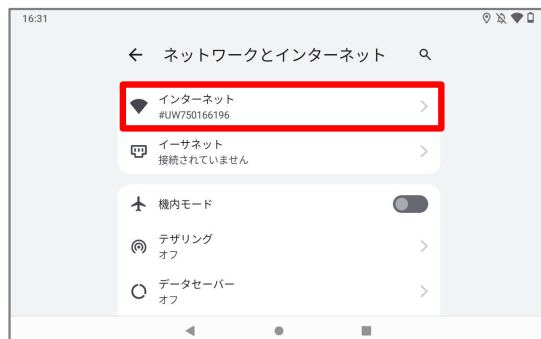 16:31
ネットワークとインターネット
インターネット
#UW750166196
イーサネット
接続されていません
機内モード
テザリング
オフ
データセーバー
オフ